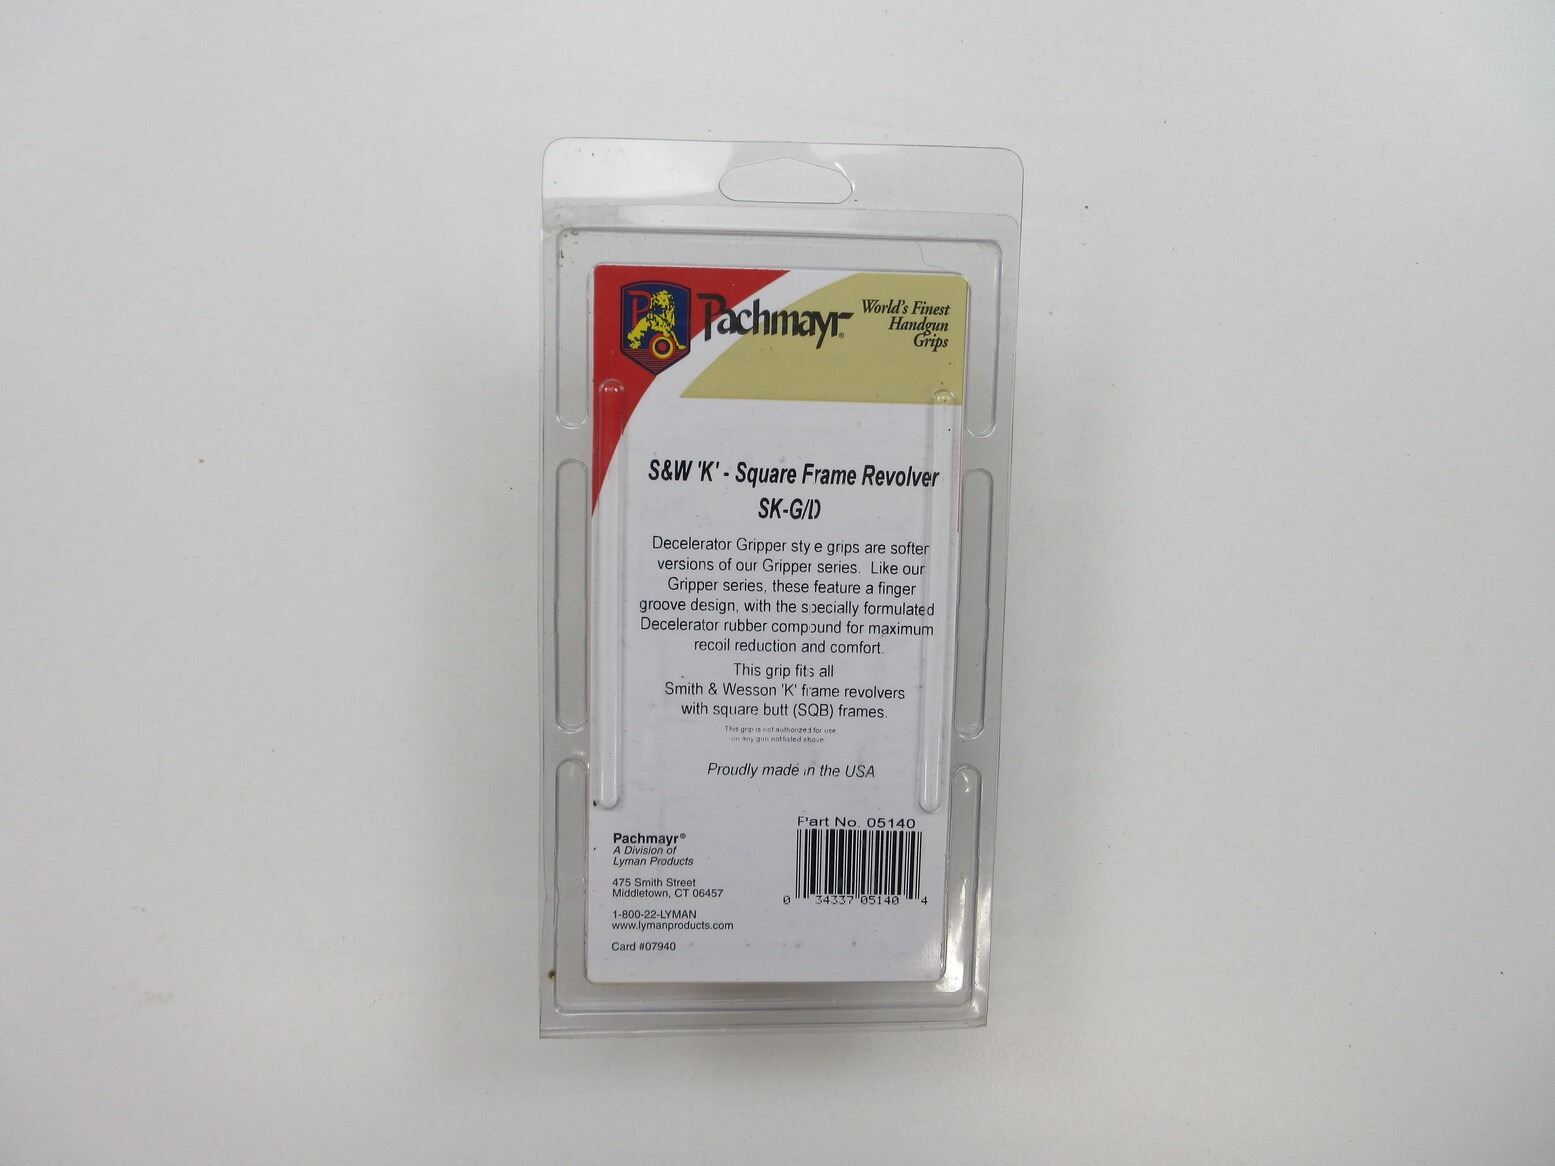 P
Pachmayr®
World's Finest
Handgun
Grips
S&W 'K' - Square Frame Revolver
SK-G/D
Decelerator Gripper style grips are softer
versions of our Gripper series. Like our
Gripper series, these feature a finger
groove design, with the specially formulated
Decelerator rubber compound for maximum
recoil reduction and comfort.
This grip fits all
Smith & Wesson 'K' frame revolvers
with square butt (SQB) frames.
This grip is not authorized for use
on any gun not listed above.
Proudly made in the USA
Part No. 05140
0 34337 05140 4
Pachmayr®
A Division of
Lyman Products
475 Smith Street
Middletown, CT 06457
1-800-22-LYMAN
www.lymanproducts.com
Card #07940